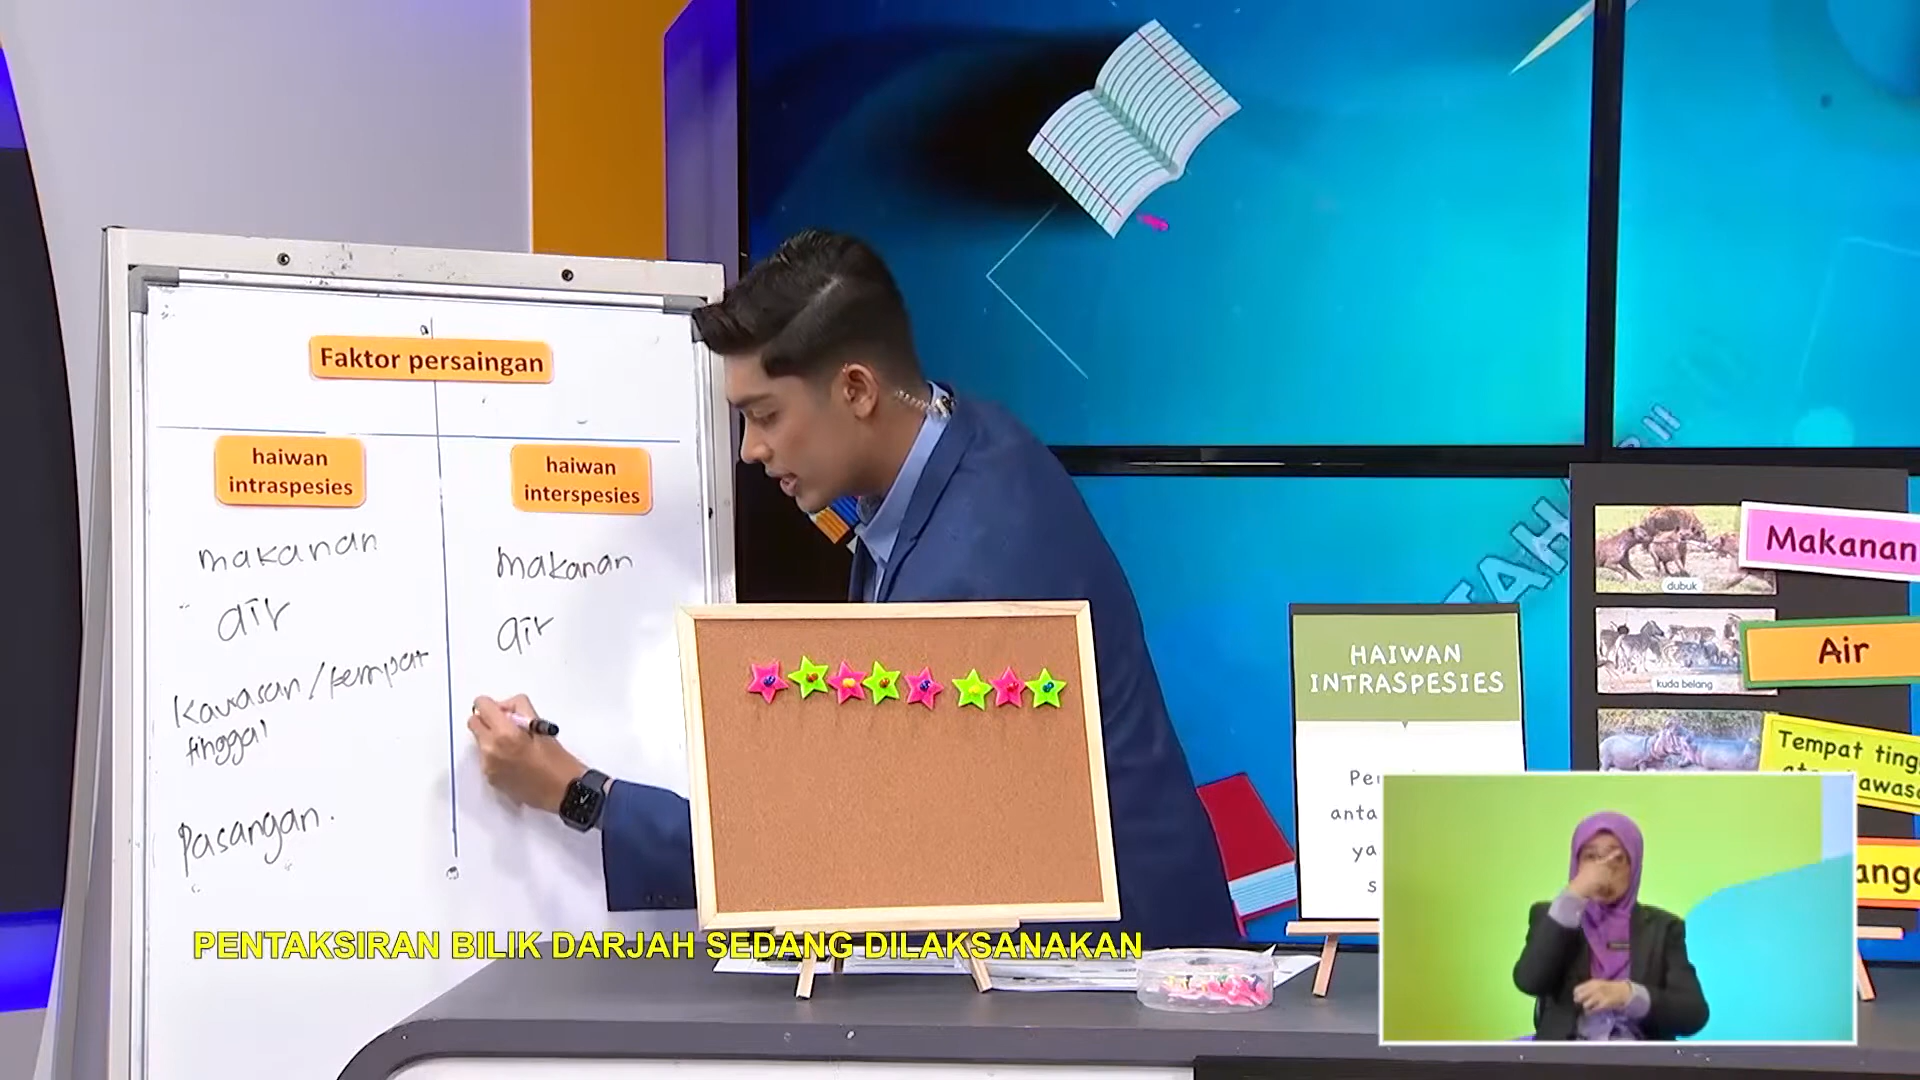 Faktor persaingan
haiwan
intraspesies
haiwan
interspesies
makanan
air
kawasan/tempat
tinggal
Pasangan.
makanan
air
HAIWAN
INTRASPESIES
dubuk
kuda belang
Makanan
Air
Tempat
PENTAKSIRAN BILIK DARJAH SEDANG DILAKSANAKAN